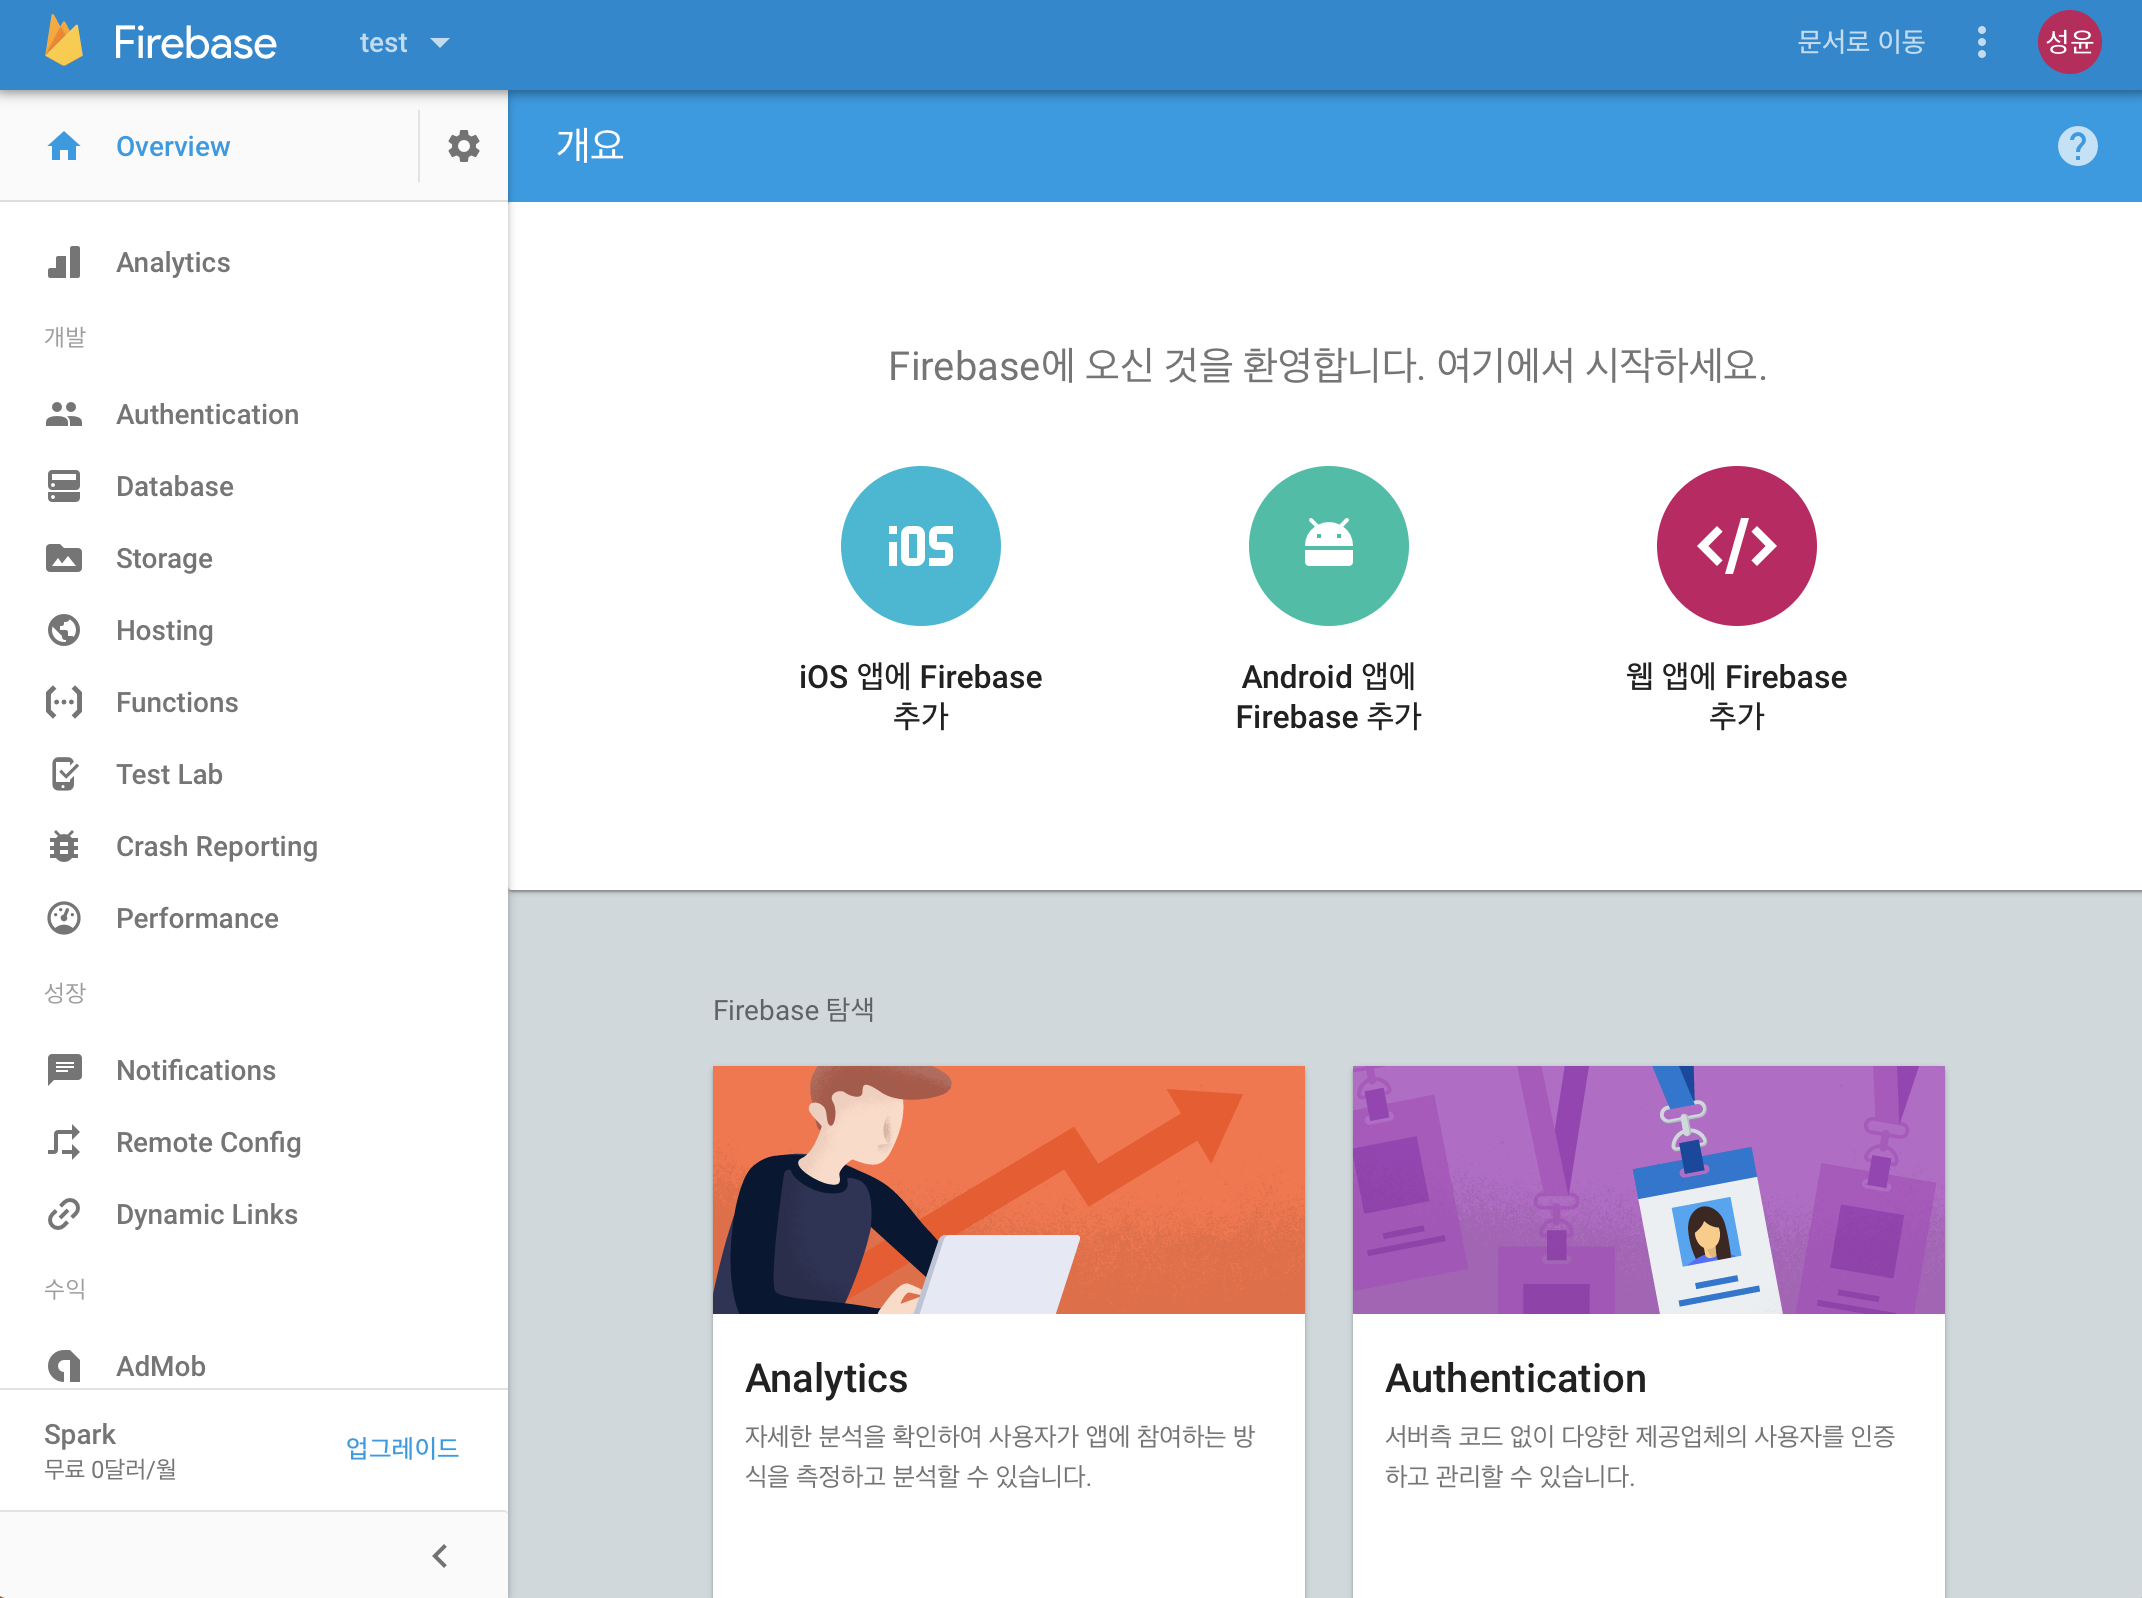 Firebase
test
문서로 이동
성윤
Overview
개요
Analytics
개발
Authentication
Database
Storage
Hosting
Functions
Test Lab
Crash Reporting
Performance
성장
Notifications
Remote Config
Dynamic Links
수익
AdMob
Spark
무료 0달러/월
업그레이드
Firebase에 오신 것을 환영합니다. 여기에서 시작하세요.
iOS
iOS 앱에 Firebase
추가
Android 앱에
Firebase 추가
</>
웹 앱에 Firebase
추가
Firebase 탐색
Analytics
자세한 분석을 확인하여 사용자가 앱에 참여하는 방
식을 측정하고 분석할 수 있습니다.
Authentication
서버측 코드 없이 다양한 제공업체의 사용자를 인증
하고 관리할 수 있습니다.